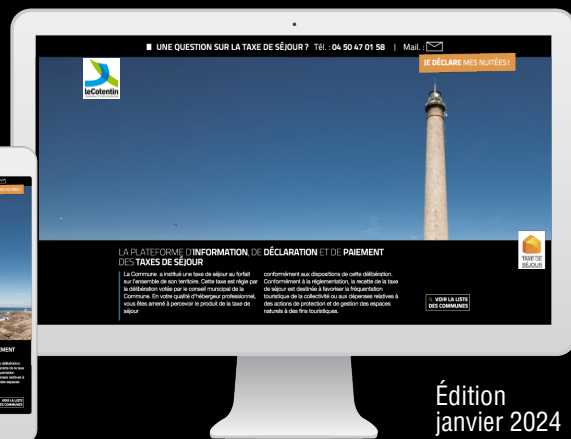 UNE QUESTION SUR LA TAXE DE SÉJOUR ? Tél. : 04 50 47 01 58 | Mail. :
JE DÉCLARE MES NUITÉES !
leCotentin
LA PLATEFORME D'INFORMATION, DE DÉCLARATION ET DE PAIEMENT
DES TAXES DE SÉJOUR
La Commune a institué une taxe de séjour au forfait
sur l'ensemble de son territoire. Cette taxe est régie par
la délibération votée par le conseil municipal de la
Commune. En votre qualité d'hébergeur professionnel,
vous êtes amené à percevoir le produit de la taxe de
séjour
conformément aux dispositions de cette délibération.
Conformément à la réglementation, la recette de la taxe
de séjour est destinée à favoriser la fréquentation
touristique de la collectivité ou aux dépenses relatives à
des actions de protection et de gestion des espaces
naturels à des fins touristiques.
TAXE DE
SÉJOUR
VOIR LA LISTE
DES COMMUNES
VOIR LA LISTE
DES COMMUNES
Édition
janvier 2024